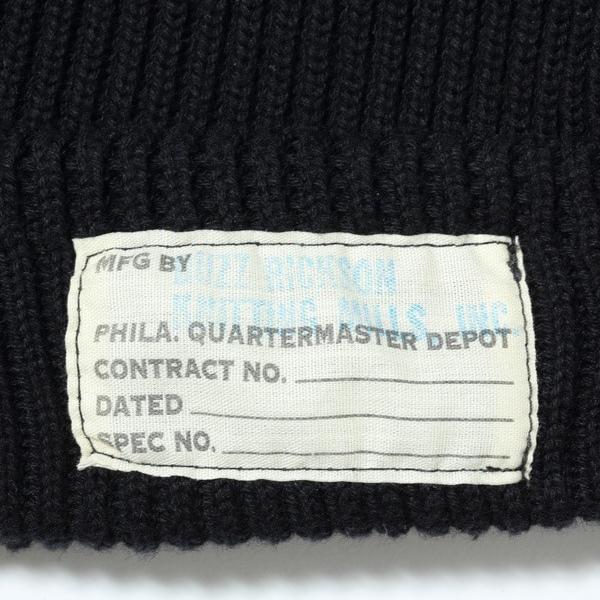 MFG BY BUZZ RICKSON
KNITTING MILLS, INC.
PHILA. QUARTERMASTER DEPOT
CONTRACT NO.
DATED
SPEC NO.